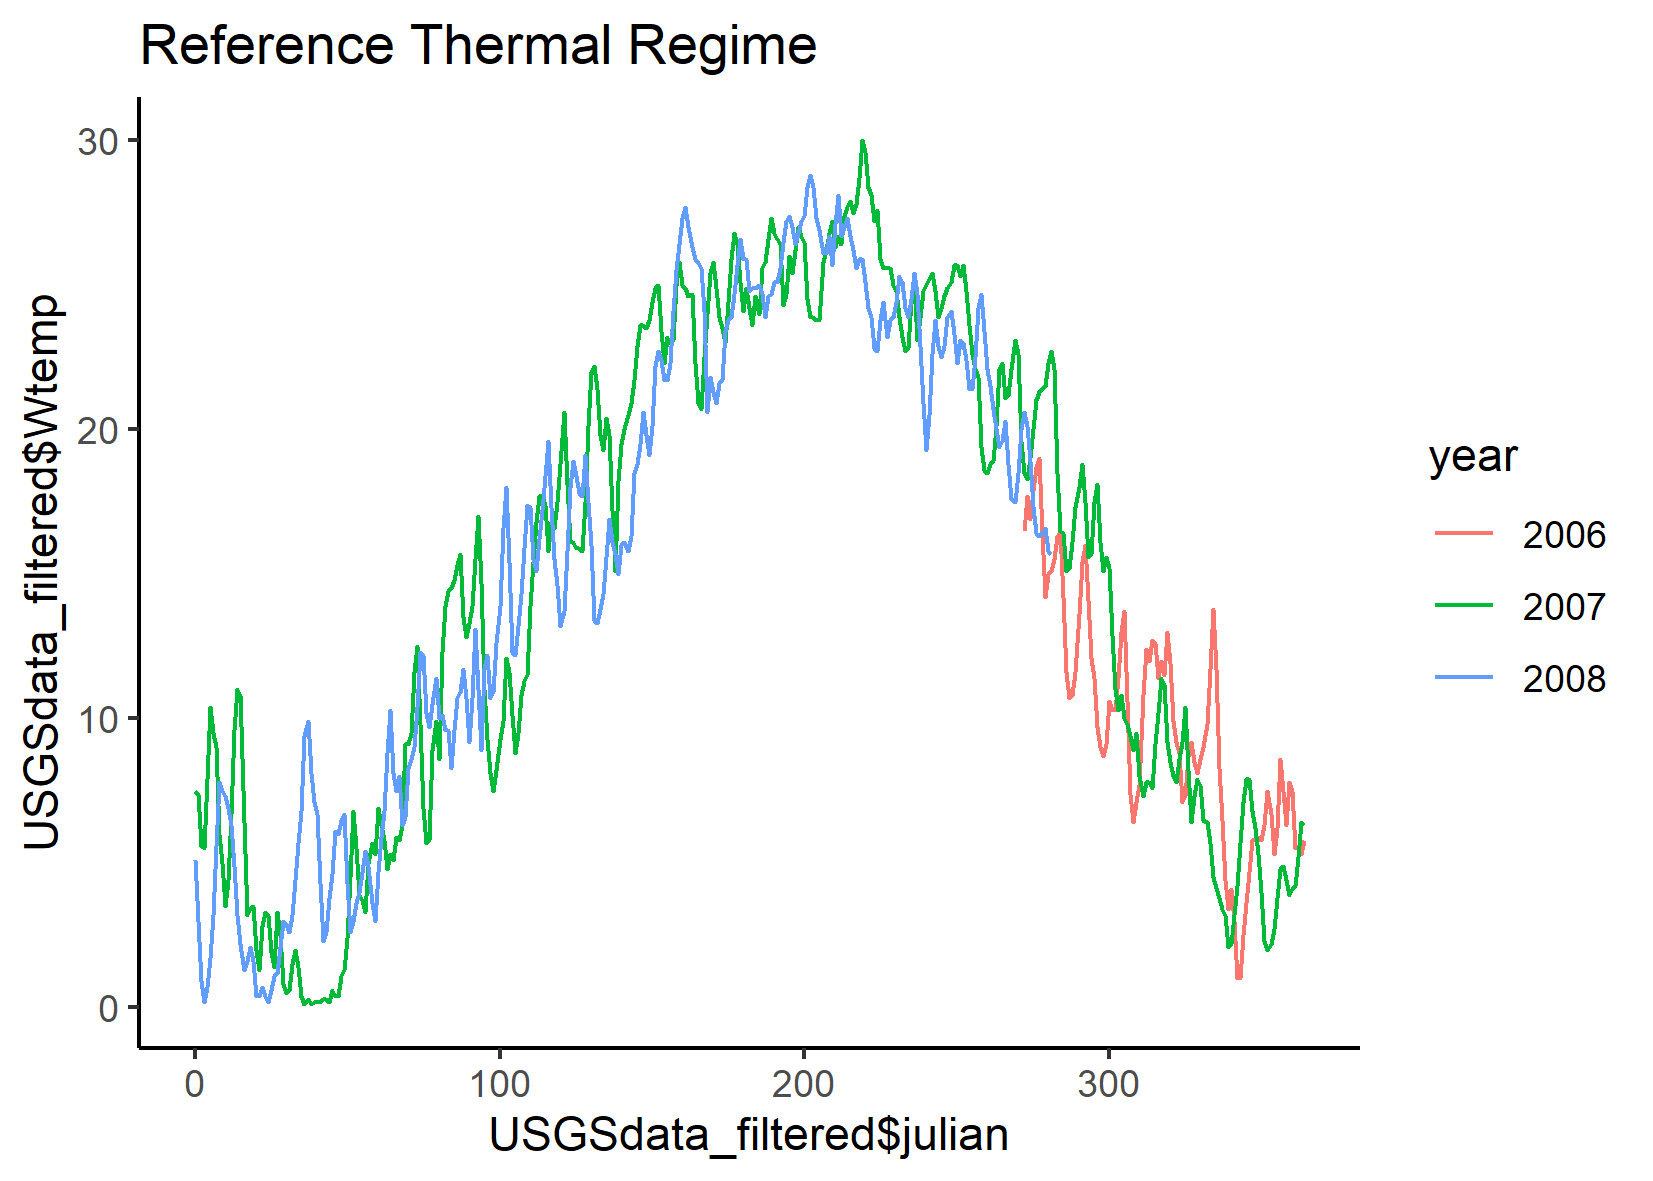 Reference Thermal Regime
USGSdata_filtered$Wtemp
30
20
10
0
0 100 200 300
USGSdata_filtered$julian
year
2006
2007
2008